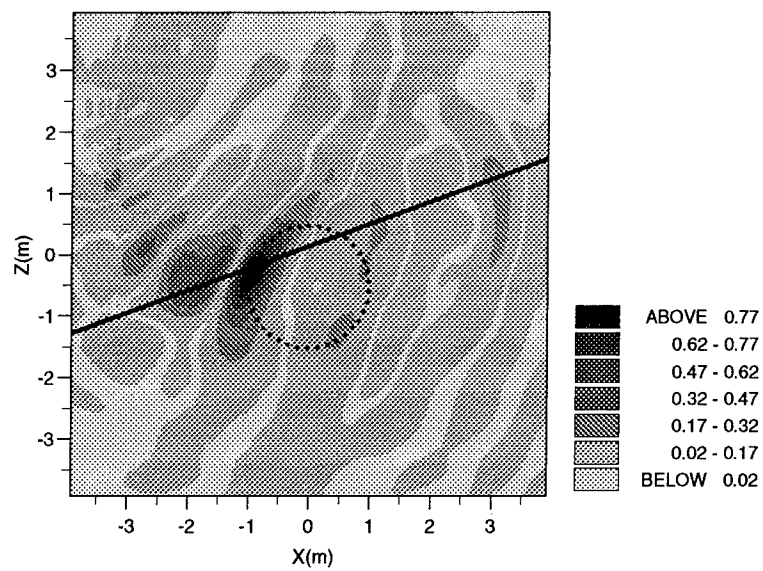 3
2
1
0
-1
-2
-3
Z(m)
-3 -2 -1 0 1 2 3
X(m)
ABOVE 0.77
0.62 - 0.77
0.47 - 0.62
0.32 - 0.47
0.17 - 0.32
0.02 - 0.17
BELOW 0.02